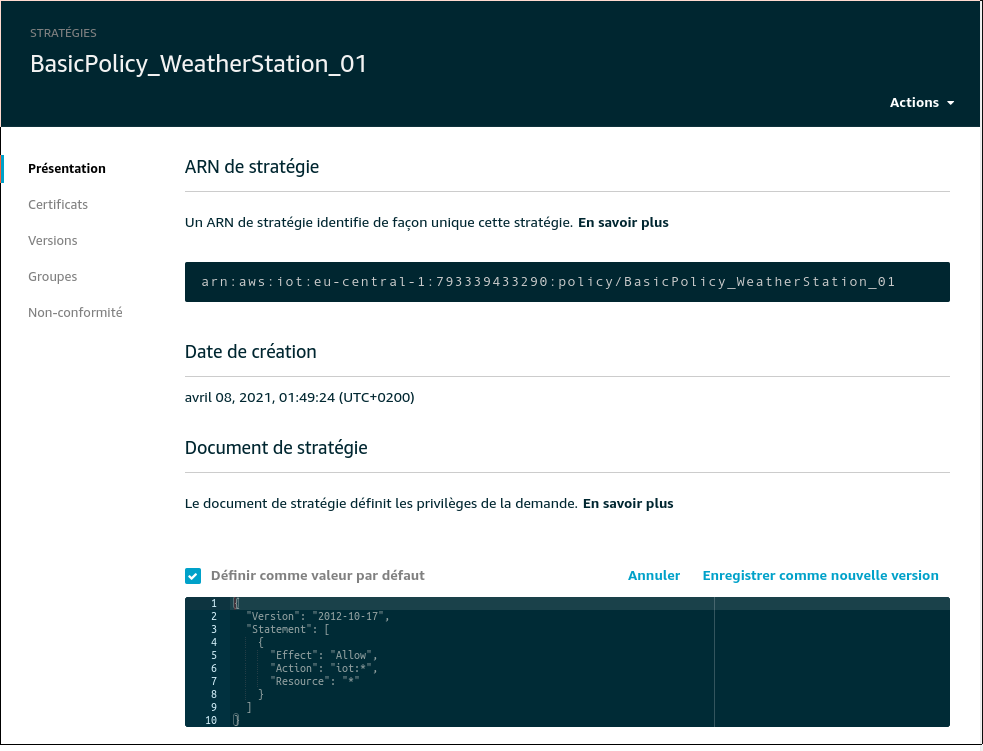 STRATÉGIES
BasicPolicy_WeatherStation_01
Actions
Présentation
Certificats
Versions
Groupes
Non-conformité
ARN de stratégie
Un ARN de stratégie identifie de façon unique cette stratégie. En savoir plus
arn:aws:iot:eu-central-1:793339433290:policy/BasicPolicy_WeatherStation_01
Date de création
avril 08, 2021, 01:49:24 (UTC+0200)
Document de stratégie
Le document de stratégie définit les privilèges de la demande. En savoir plus
Définir comme valeur par défaut Annuler Enregistrer comme nouvelle version
1 {
2 "Version": "2012-10-17",
3 "Statement": [
4 {
5 "Effect": "Allow",
6 "Action": "iot:*",
7 "Resource": "*"
8 }
9 ]
10 }